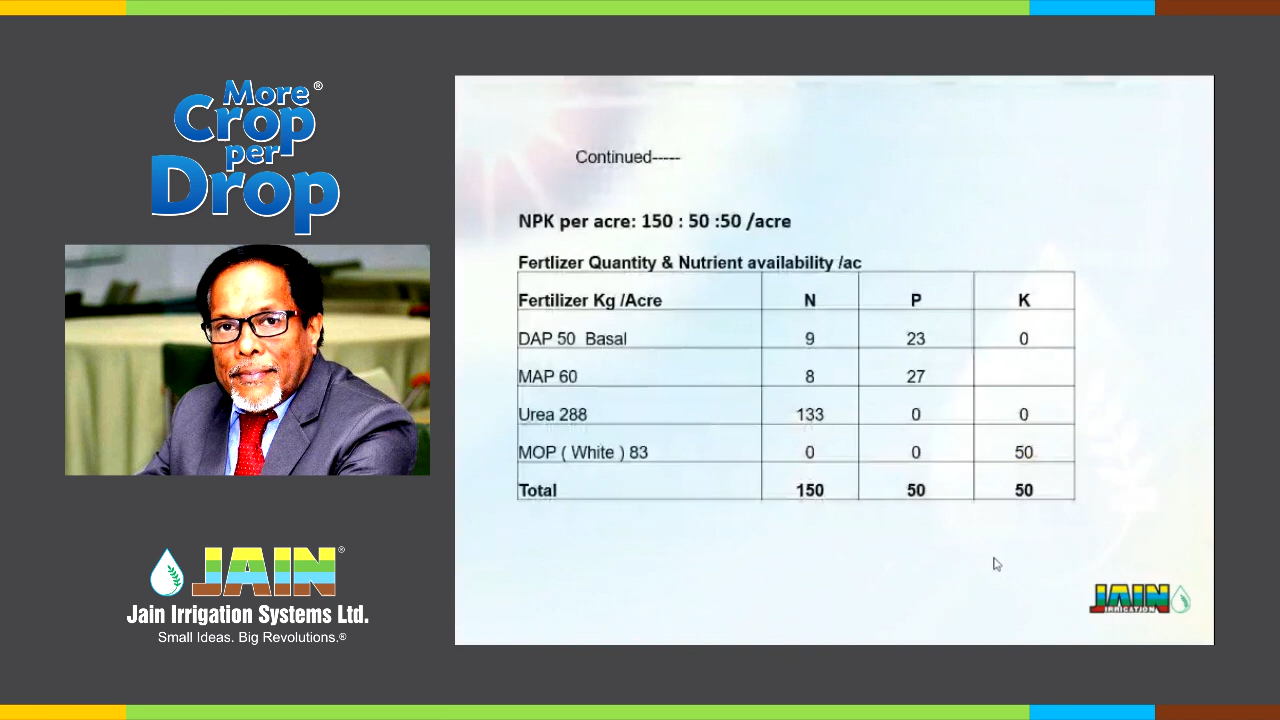 More®
Crop
per
Drop
JAIN®
Jain Irrigation Systems Ltd.
Small Ideas. Big Revolutions.®
Continued-----
NPK per acre: 150 : 50 :50 /acre
Fertlizer Quantity & Nutrient availability /ac
Fertilizer Kg /Acre N P K
DAP 50 Basal 9 23 0
MAP 60 8 27
Urea 288 133 0 0
MOP ( White ) 83 0 0 50
Total 150 50 50
JAIN
IRRIGATION